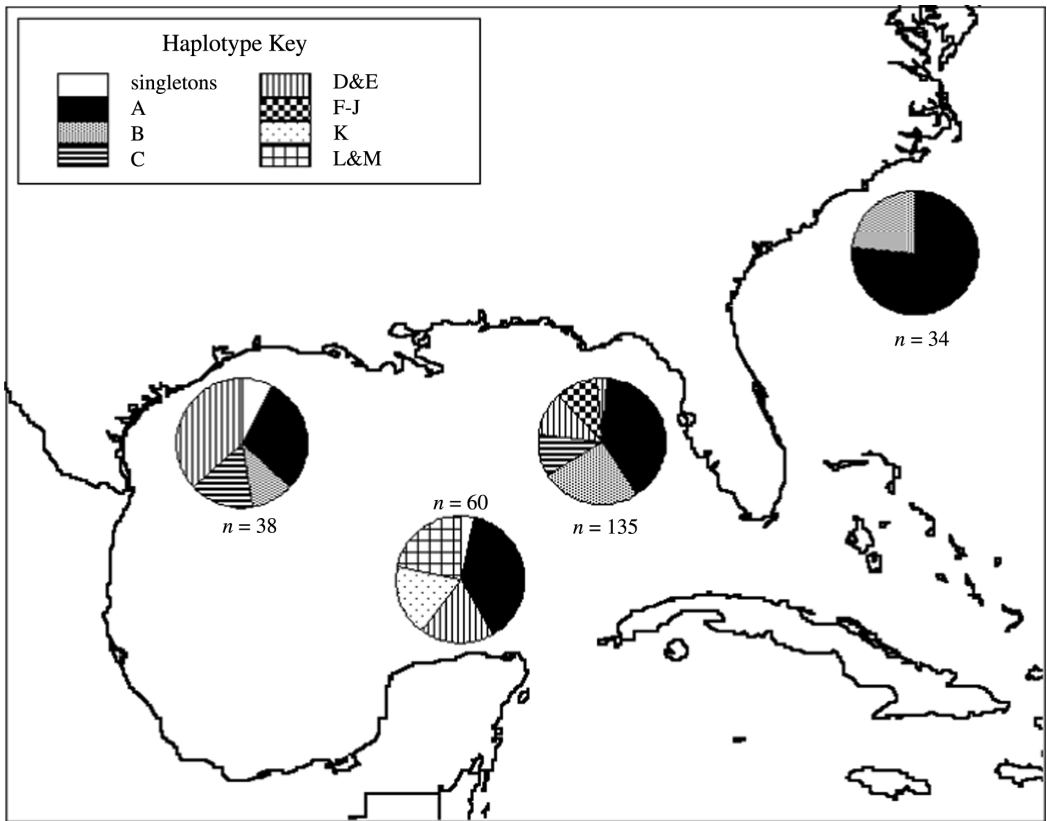 Haplotype Key
singletons
A
B
C
D&E
F-J
K
L&M
n = 34
n = 60
n = 38
n = 135